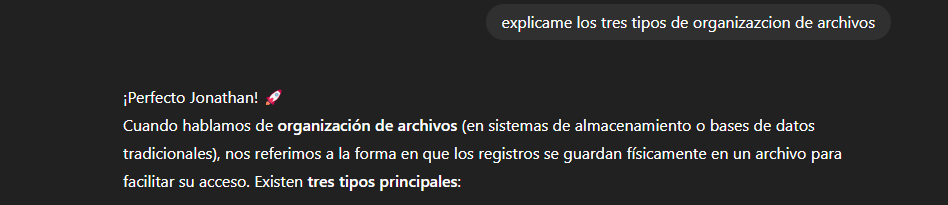 explicame los tres tipos de organizazcion de archivos
¡Perfecto Jonathan! 🚀
Cuando hablamos de organización de archivos (en sistemas de almacenamiento o bases de datos
tradicionales), nos referimos a la forma en que los registros se guardan físicamente en un archivo para
facilitar su acceso. Existen tres tipos principales: